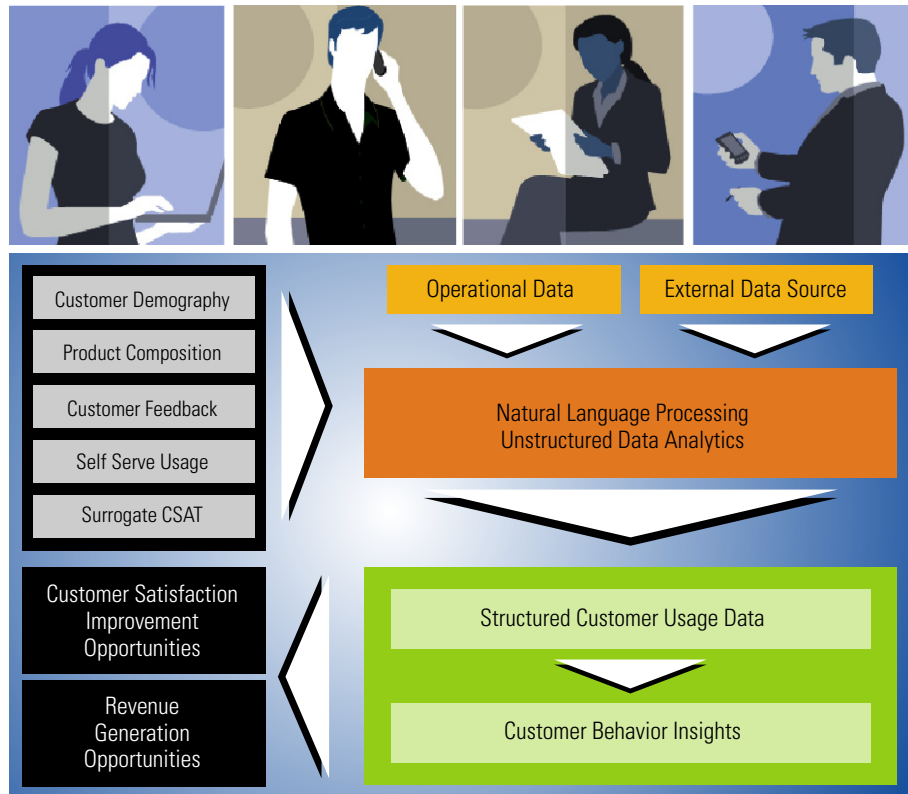 Customer Demography
Product Composition
Customer Feedback
Self Serve Usage
Surrogate CSAT
Operational Data
External Data Source
Natural Language Processing
Unstructured Data Analytics
Customer Satisfaction
Improvement
Opportunities
Revenue
Generation
Opportunities
Structured Customer Usage Data
Customer Behavior Insights